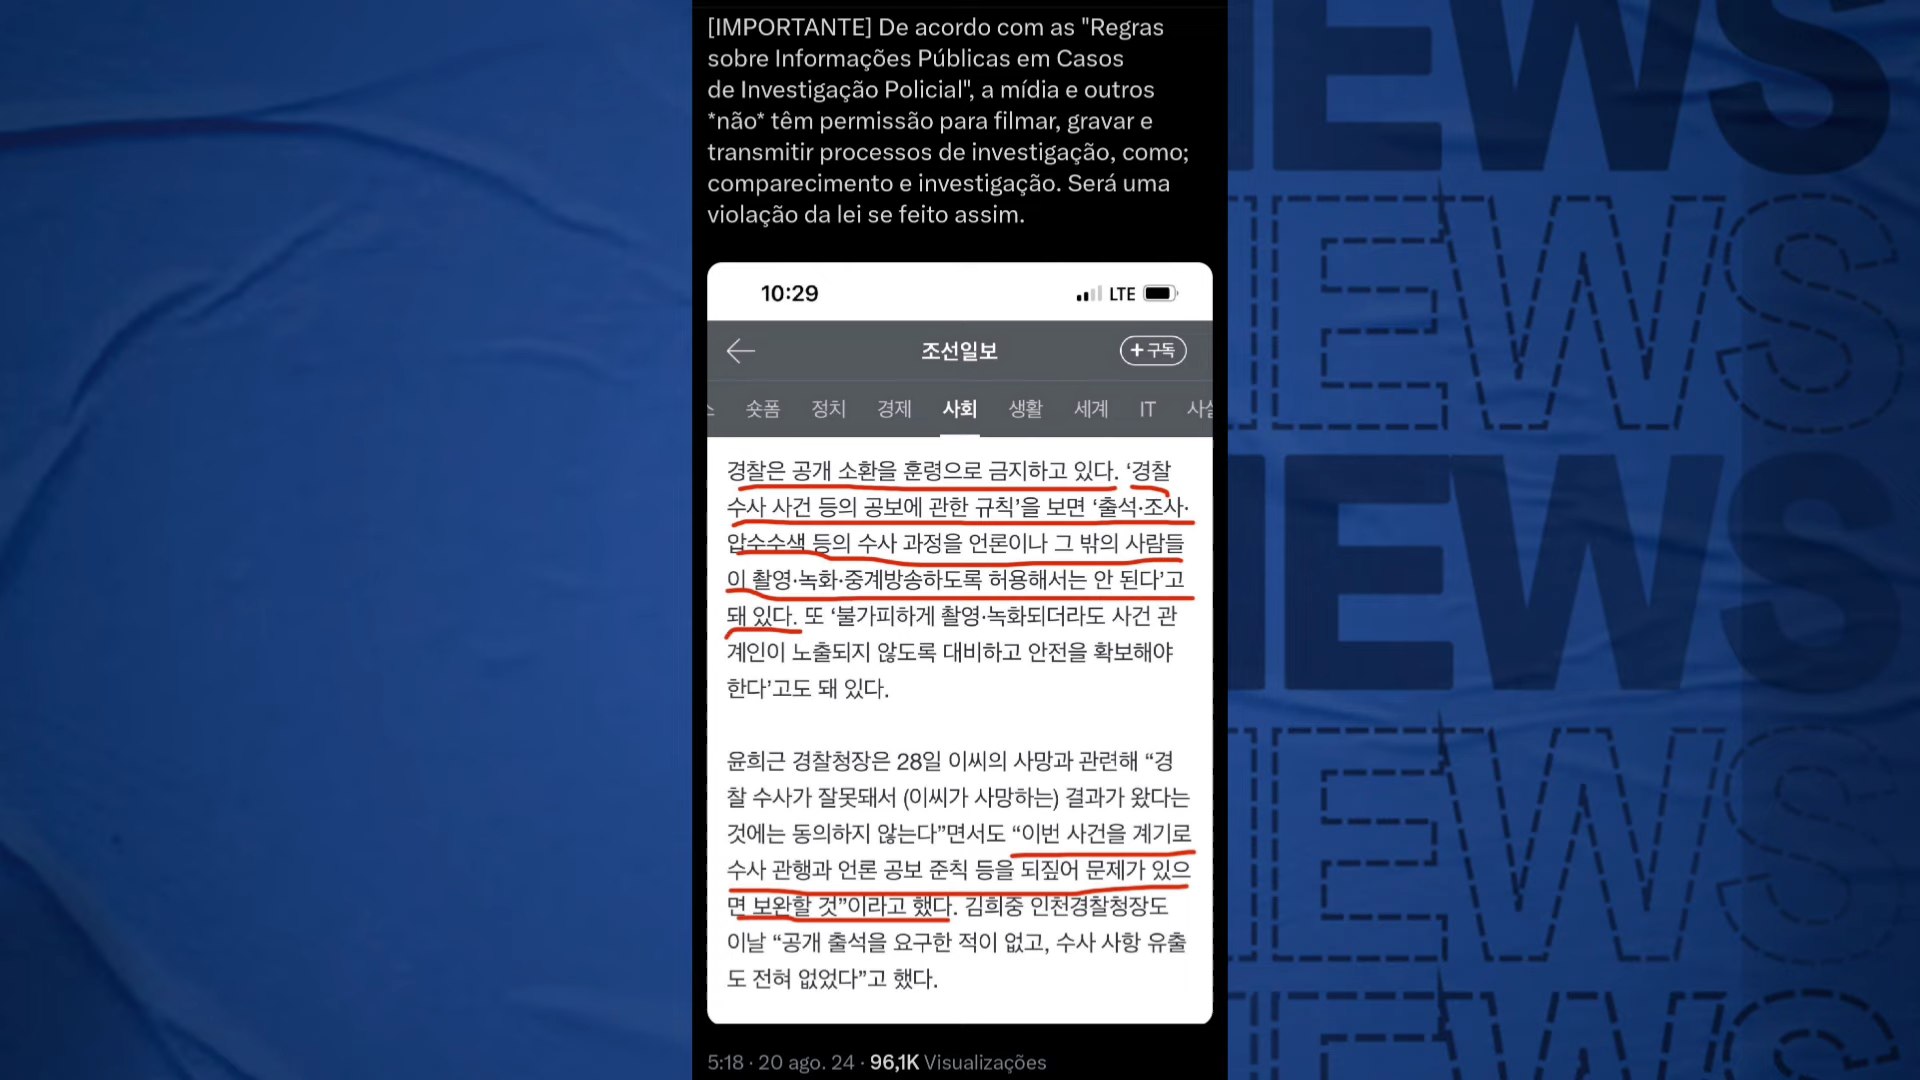 [IMPORTANTE] De acordo com as "Regras
sobre Informações Públicas em Casos
de Investigação Policial", a mídia e outros
*não* têm permissão para filmar, gravar e
transmitir processos de investigação, como;
comparecimento e investigação. Será uma
violação da lei se feito assim.
10:29
LTE
조선일보
+구독
숏폼 정치 경제 사회 생활 세계 IT
경찰은 공개 소환을 훈령으로 금지하고 있다. ‘경찰
수사 사건 등의 공보에 관한 규칙’을 보면 ‘출석·조사·
압수수색 등의 수사 과정을 언론이나 그 밖의 사람들
이 촬영·녹화·중계방송하도록 허용해서는 안 된다’고
돼 있다. 또 ‘불가피하게 촬영·녹화되더라도 사건 관
계인이 노출되지 않도록 대비하고 안전을 확보해야
한다’고도 돼 있다.
윤희근 경찰청장은 28일 이씨의 사망과 관련해 “경
찰 수사가 잘못돼서 (이씨가 사망하는) 결과가 왔다는
것에는 동의하지 않는다”면서도 “이번 사건을 계기로
수사 관행과 언론 공보 준칙 등을 되짚어 문제가 있으
면 보완할 것”이라고 했다. 김희중 인천경찰청장도
이날 “공개 출석을 요구한 적이 없고, 수사 사항 유출
도 전혀 없었다”고 했다.
5:18 · 20 ago. 24 · 96,1K Visualizações
NEWS
NEWS
NEWS
NEWS
NEWS